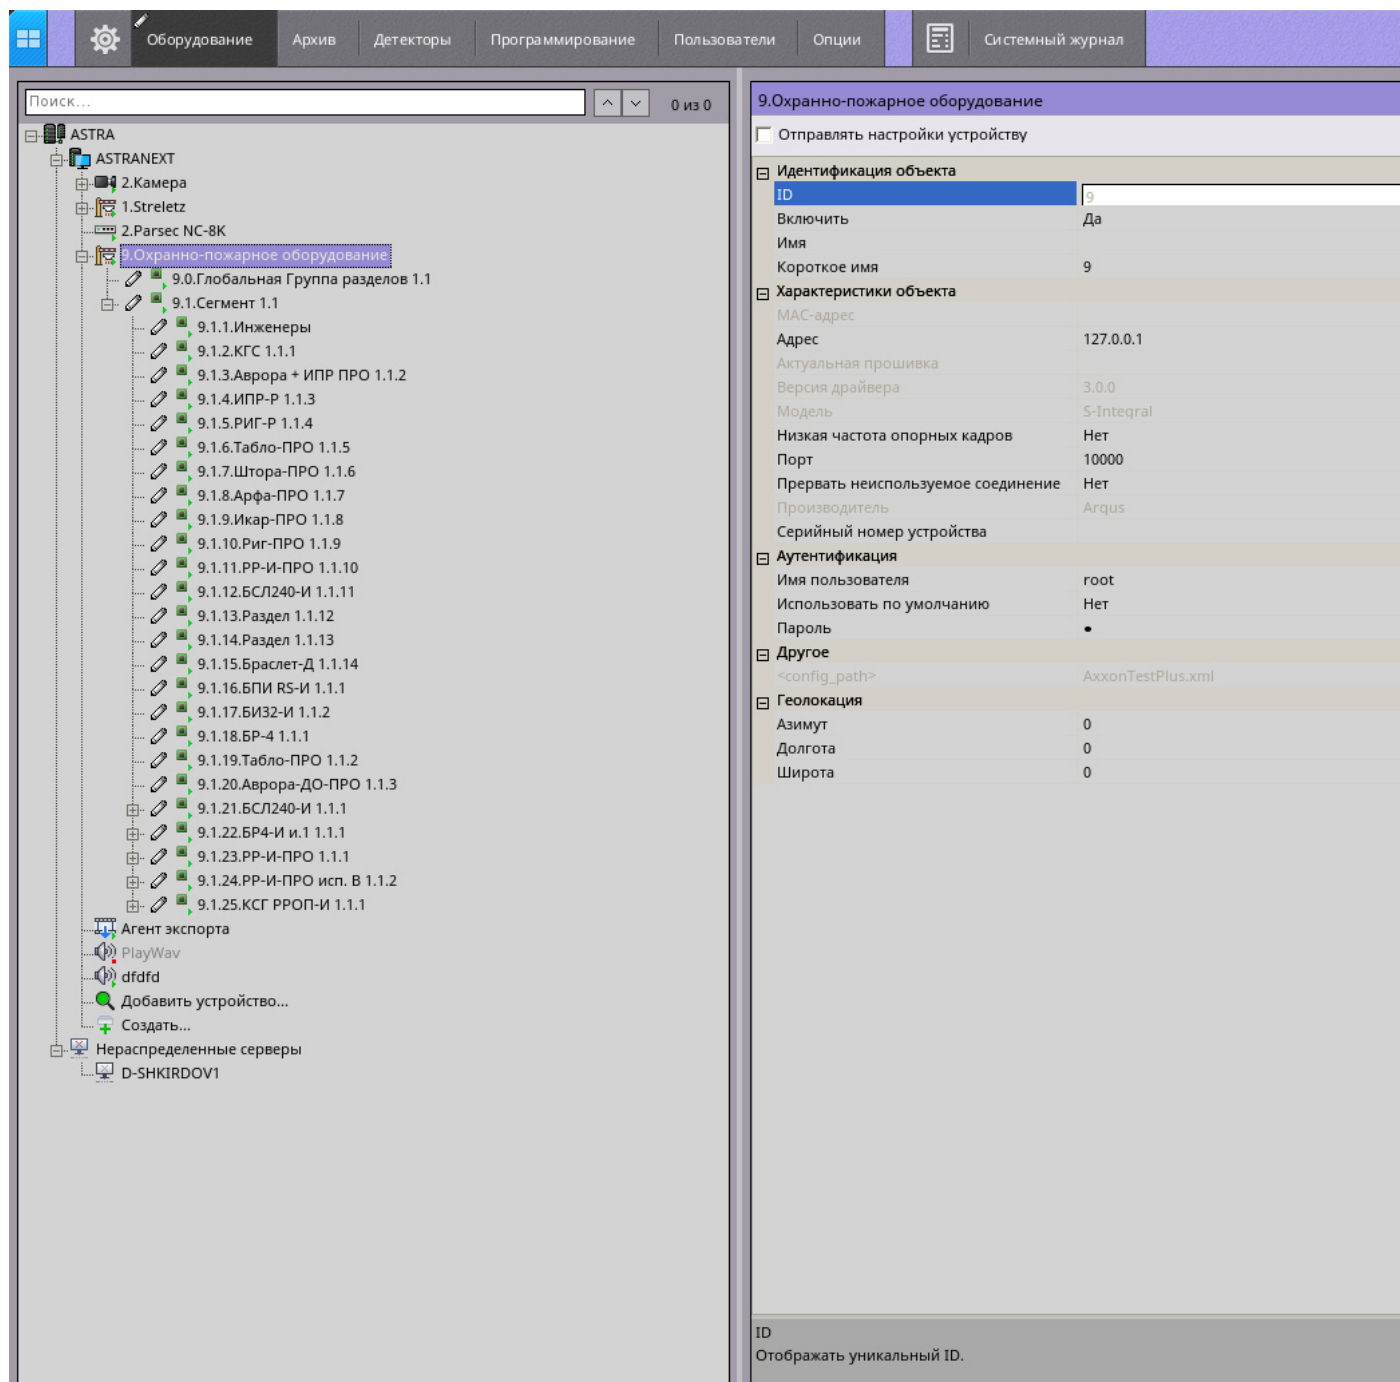 Оборудование Архив Детекторы Программирование Пользователи Опции Системный журнал
Поиск... 0 из 0
ASTRA
ASTRANEXT
2.Камера
1.Streletz
2.Parsec NC-8K
9.Охранно-пожарное оборудование
9.0.Глобальная Группа разделов 1.1
9.1.Сегмент 1.1
9.1.1.Инженеры
9.1.2.КГС 1.1.1
9.1.3.Аврора + ИПР ПРО 1.1.2
9.1.4.ИПР-Р 1.1.3
9.1.5.РИГ-Р 1.1.4
9.1.6.Табло-ПРО 1.1.5
9.1.7.Штора-ПРО 1.1.6
9.1.8.Арфа-ПРО 1.1.7
9.1.9.Икар-ПРО 1.1.8
9.1.10.Риг-ПРО 1.1.9
9.1.11.РР-И-ПРО 1.1.10
9.1.12.БСЛ240-И 1.1.11
9.1.13.Раздел 1.1.12
9.1.14.Раздел 1.1.13
9.1.15.Браслет-Д 1.1.14
9.1.16.БПИ RS-И 1.1.1
9.1.17.БИ32-И 1.1.2
9.1.18.БР-4 1.1.1
9.1.19.Табло-ПРО 1.1.2
9.1.20.Аврора-ДО-ПРО 1.1.3
9.1.21.БСЛ240-И 1.1.1
9.1.22.БР4-И и.1 1.1.1
9.1.23.РР-И-ПРО 1.1.1
9.1.24.РР-И-ПРО исп. В 1.1.2
9.1.25.КСГ РРОП-И 1.1.1
Агент экспорта
PlayWav
dfdfd
Добавить устройство...
Создать...
Нераспределенные серверы
D-SHKIRDOV1
9.Охранно-пожарное оборудование
Отправлять настройки устройству
Идентификация объекта
ID 9
Включить Да
Имя
Короткое имя 9
Характеристики объекта
MAC-адрес
Адрес 127.0.0.1
Актуальная прошивка
Версия драйвера 3.0.0
Модель S-Integral
Низкая частота опорных кадров Нет
Порт 10000
Прервать неиспользуемое соединение Нет
Производитель Argus
Серийный номер устройства
Аутентификация
Имя пользователя root
Использовать по умолчанию Нет
Пароль •
Другое
<config_path> AxxonTestPlus.xml
Геолокация
Азимут 0
Долгота 0
Широта 0
ID
Отображать уникальный ID.